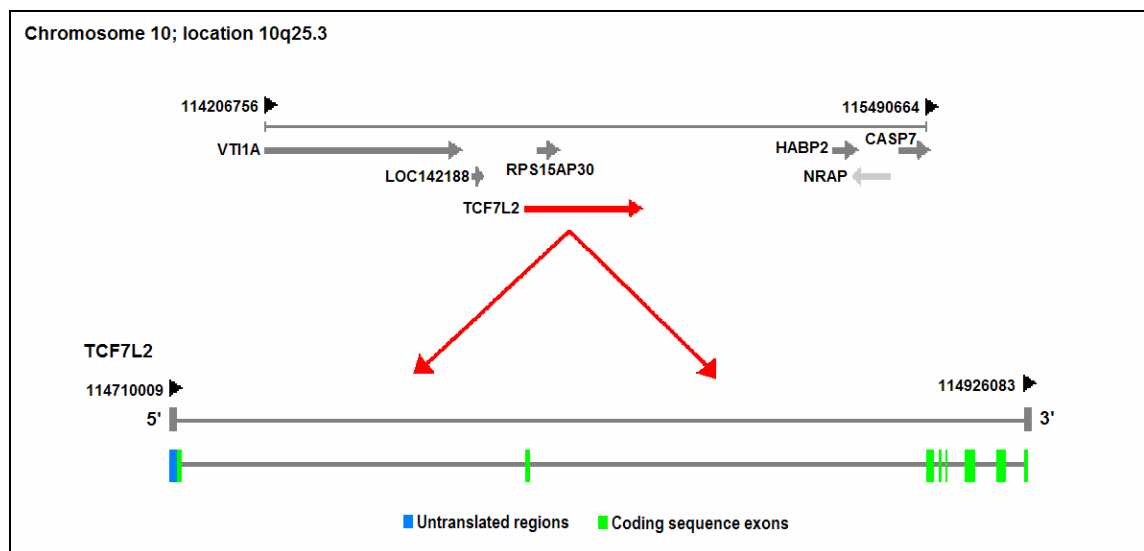 Chromosome 10; location 10q25.3
114206756
115490664
VTI1A
HABP2
CASP7
LOC142188
RPS15AP30
NRAP
TCF7L2
TCF7L2
114710009
114926083
5'
3'
Untranslated regions
Coding sequence exons